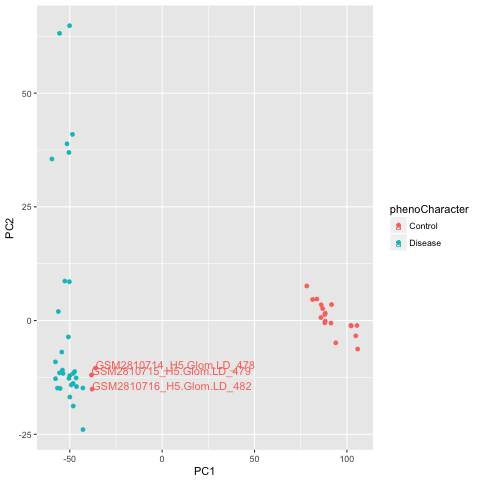 50
25
0
-25
PC2
GSM2810714_H5.Glom.LD_478
GSM2810715_H5.Glom.LD_479
GSM2810716_H5.Glom.LD_482
-50
0
50
100
PC1
phenoCharacter
a Control
a Disease